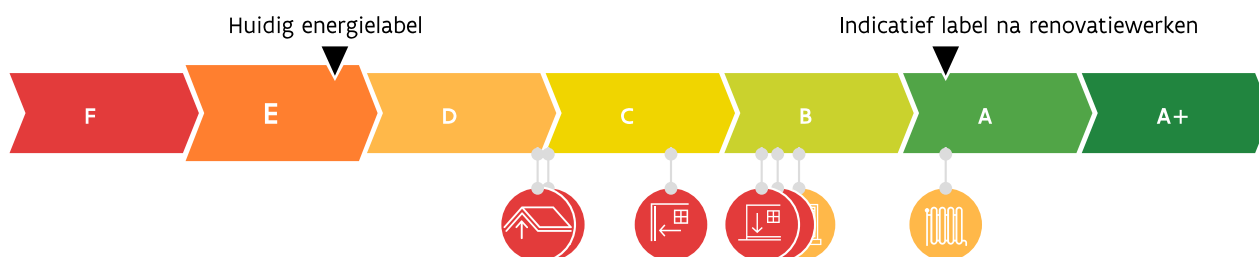 Huidig energielabel
Indicatief label na renovatiewerken
F E D C B A A+